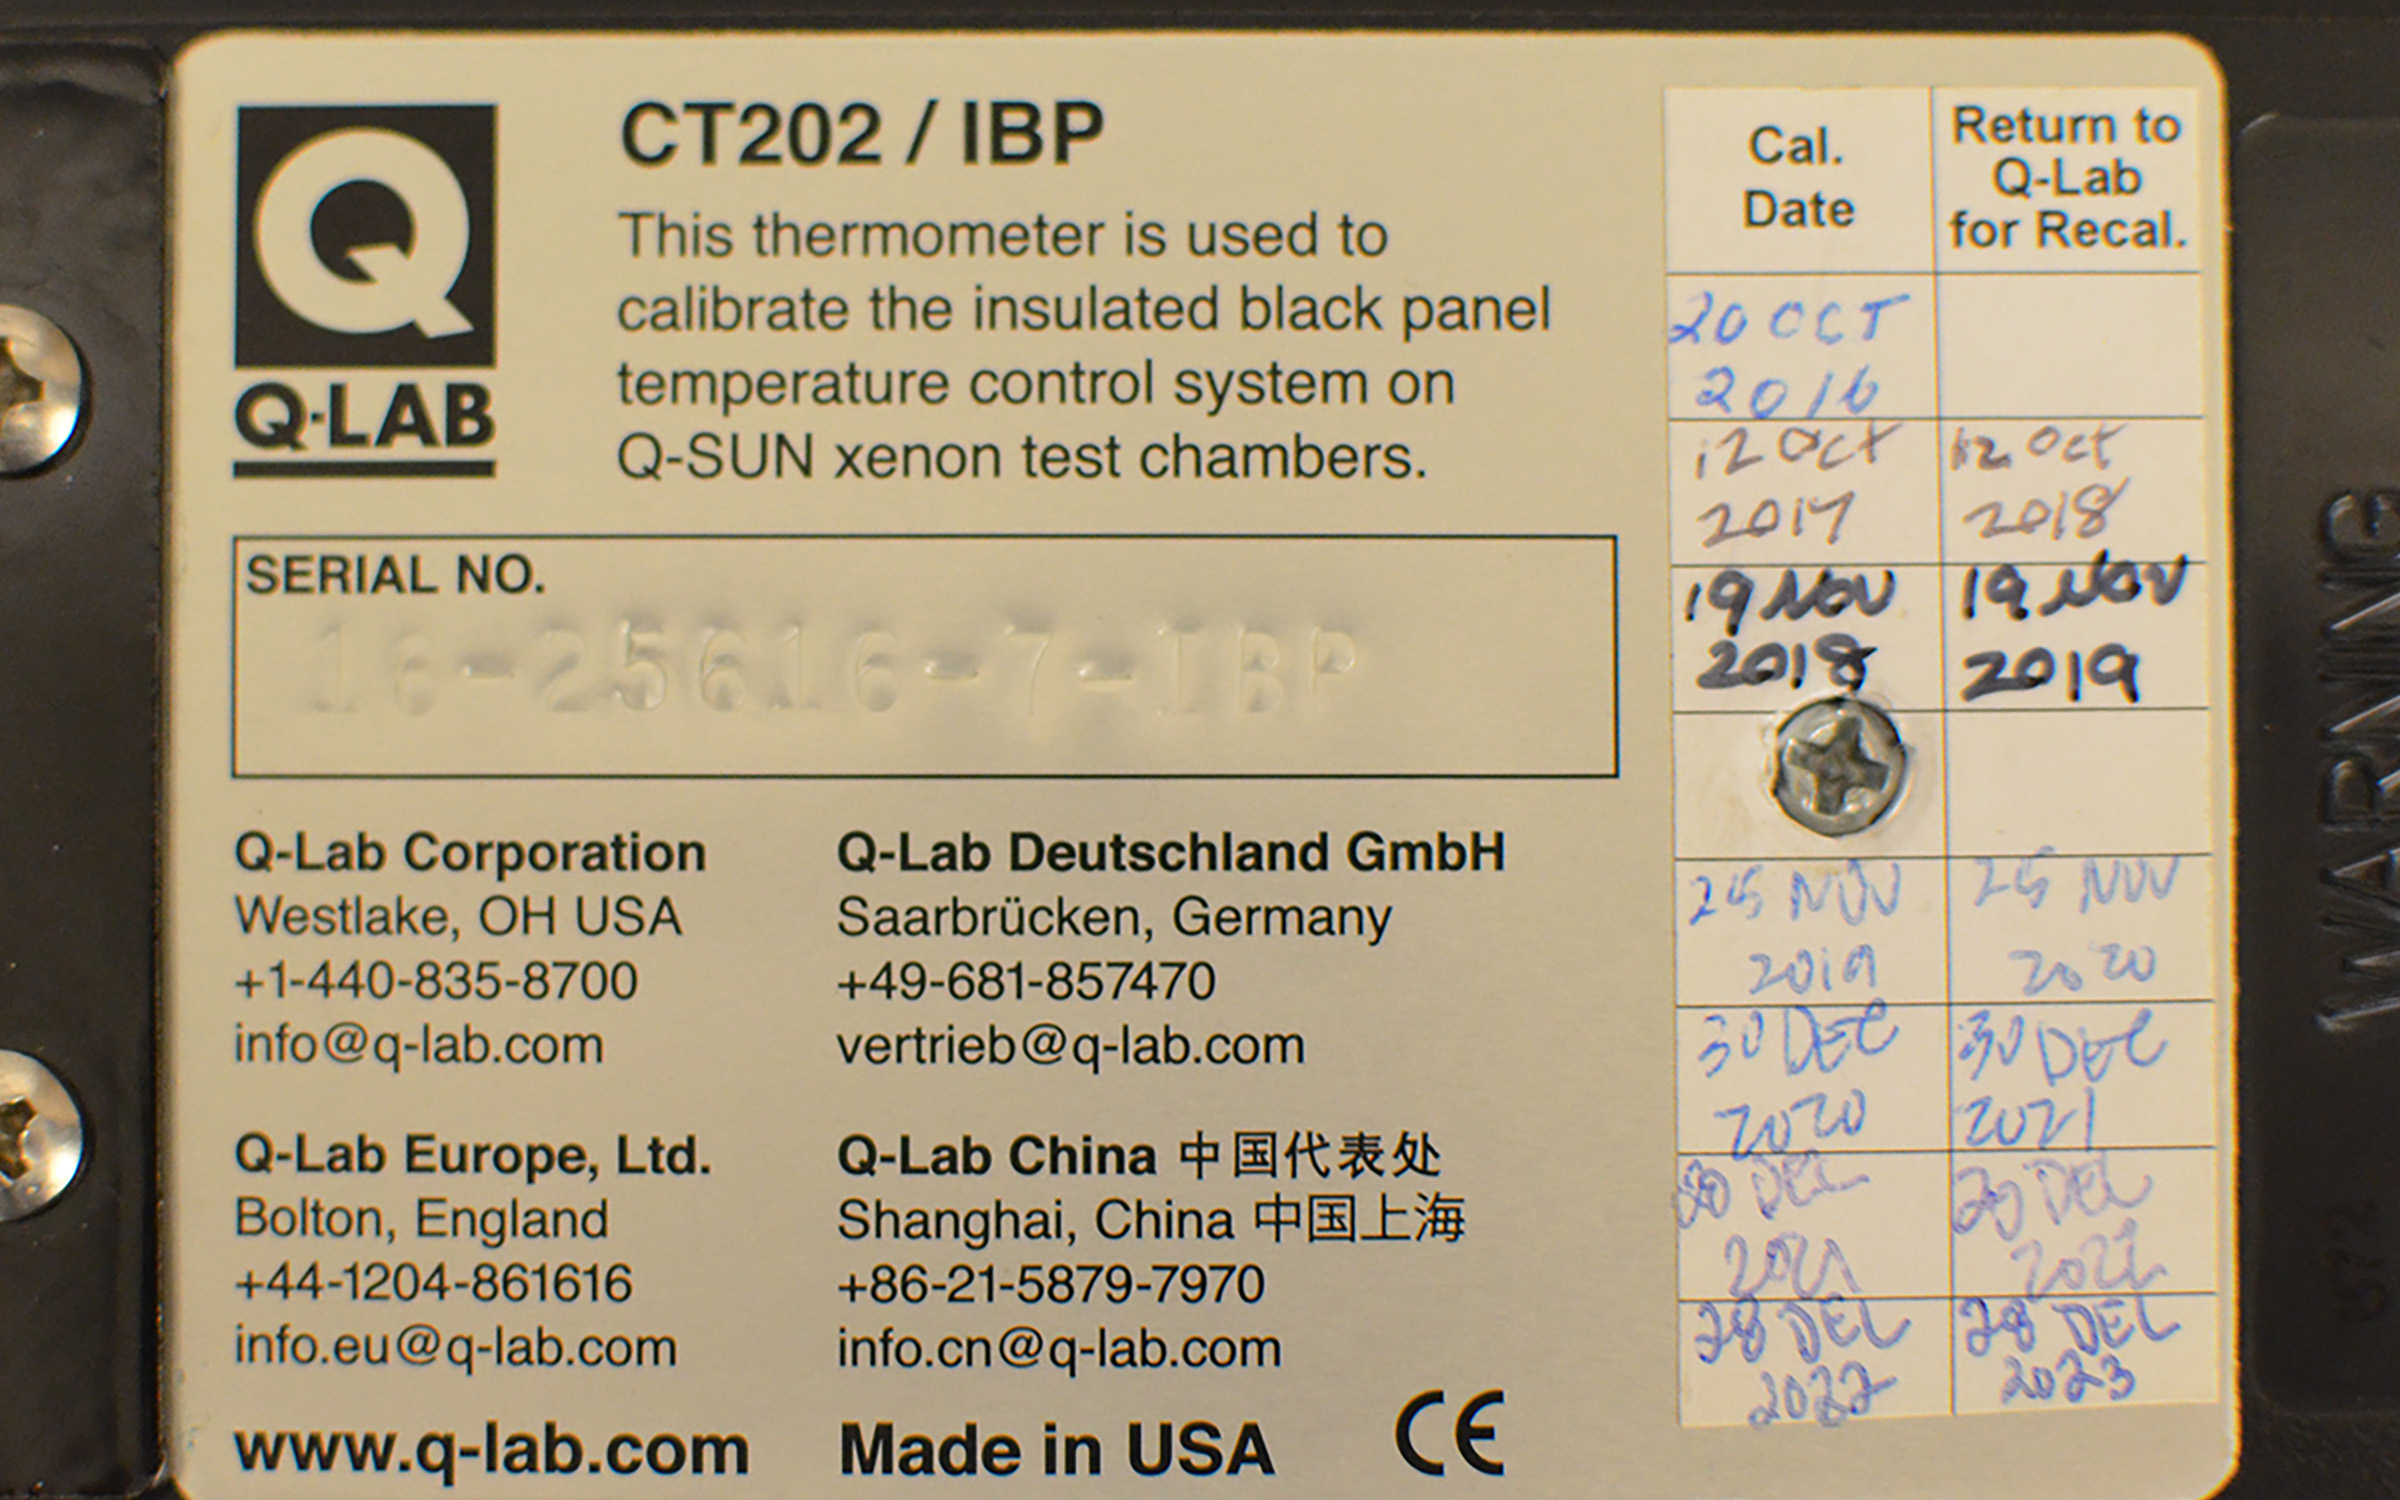 Q-LAB
CT202 / IBP
This thermometer is used to
calibrate the insulated black panel
temperature control system on
Q-SUN xenon test chambers.
SERIAL NO.
16-25616-7-IBP
Q-Lab Corporation
Westlake, OH USA
+1-440-835-8700
info@q-lab.com
Q-Lab Deutschland GmbH
Saarbrücken, Germany
+49-681-857470
vertrieb@q-lab.com
Q-Lab Europe, Ltd.
Bolton, England
+44-1204-861616
info.eu@q-lab.com
Q-Lab China 中国代表处
Shanghai, China 中国上海
+86-21-5879-7970
info.cn@q-lab.com
www.q-lab.com
Made in USA
CE
Cal.
Date
Return to
Q-Lab
for Recal.
20 OCT
2016
12 Oct
2017
12 Oct
2018
19 NOV
2018
19 NOV
2019
25 NOV
2019
25 NOV
2020
30 DEC
2020
30 DEC
2021
DEC
2021
20 DEC
2022
28 DEC
2022
28 DEC
2023
WARNING